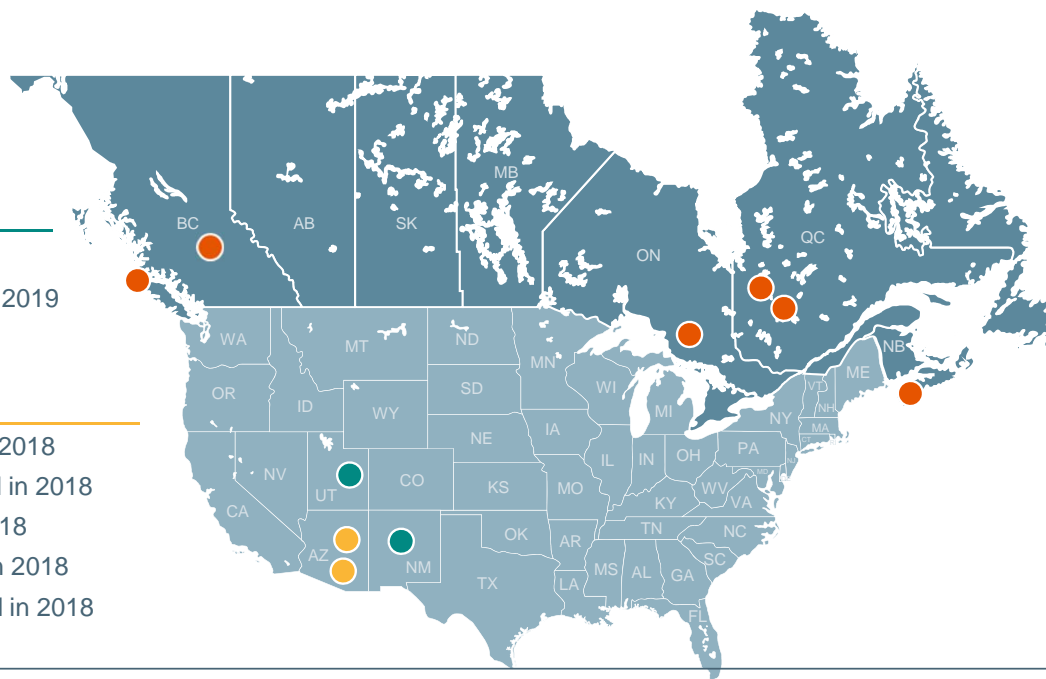 2019
2018
l in 2018
18
n 2018
l in 2018
BC
AB
SK
MB
ON
QC
NB
WA
MT
ND
MN
ME
OR
ID
WY
SD
WI
MI
VT
NH
NY
MA
CT
NV
UT
CO
NE
IA
IL
IN
OH
PA
NJ
MD
CA
KS
MO
KY
WV
VA
AZ
NM
OK
AR
TN
NC
SC
TX
LA
MS
AL
GA
FL